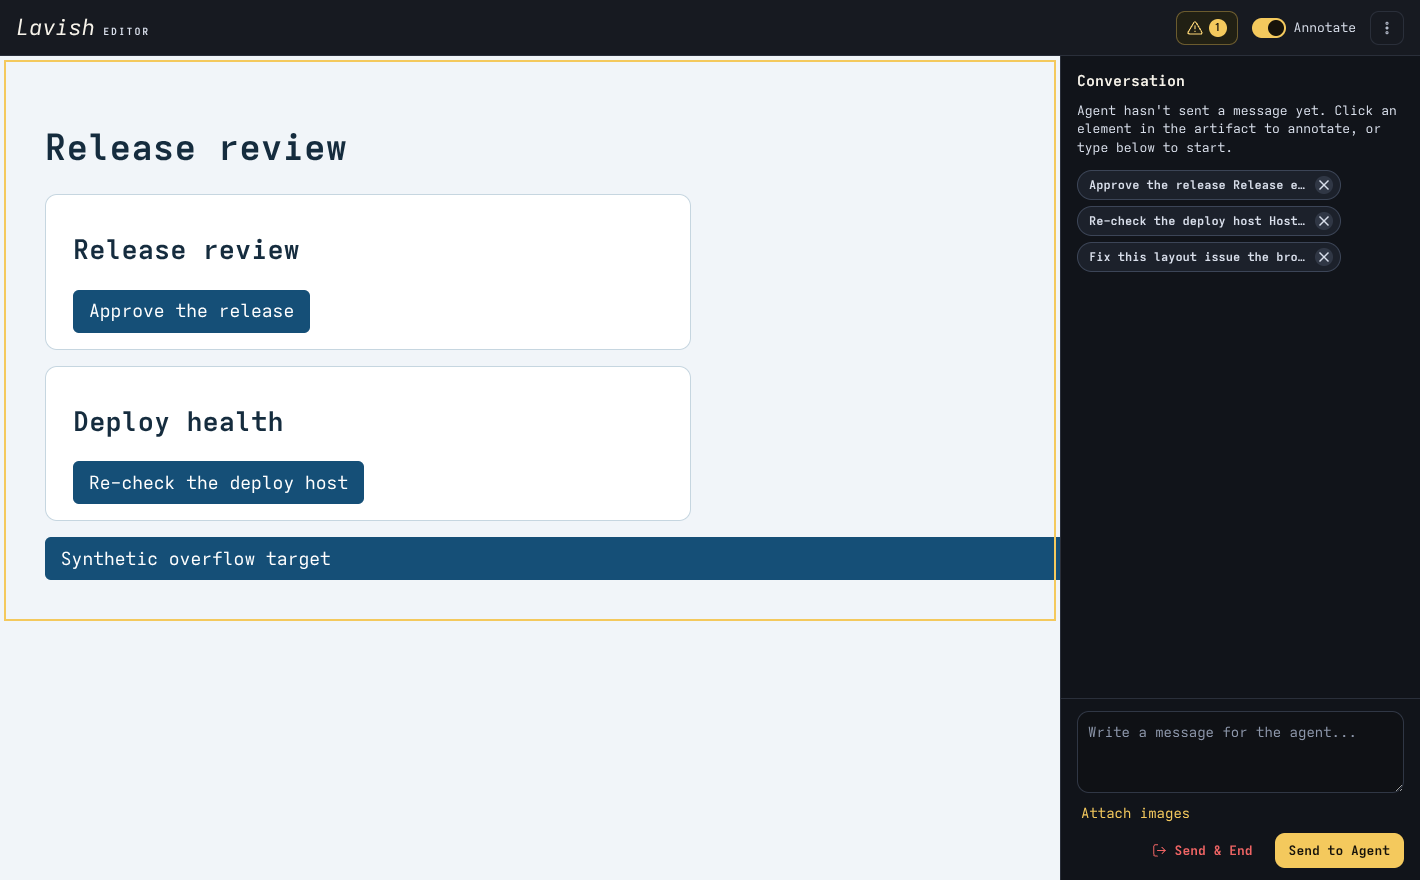 Lavish EDITOR
1
Annotate
Release review
Release review
Approve the release
Deploy health
Re-check the deploy host
Synthetic overflow target
Conversation
Agent hasn't sent a message yet. Click an
element in the artifact to annotate, or
type below to start.
Approve the release Release e…
Re-check the deploy host Host…
Fix this layout issue the bro…
Write a message for the agent...
Attach images
Send & End
Send to Agent